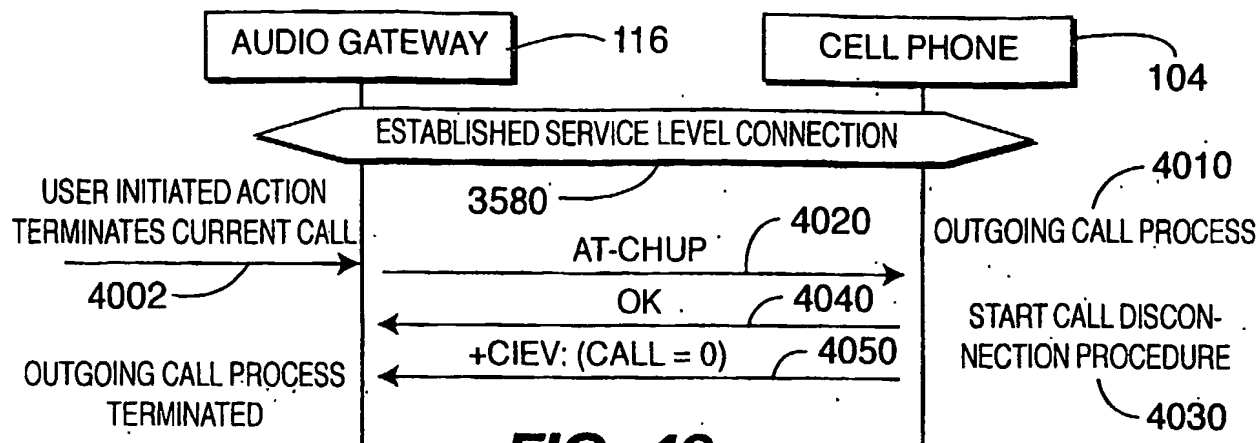 AUDIO GATEWAY
116
CELL PHONE
104
ESTABLISHED SERVICE LEVEL CONNECTION
3580
4010
USER INITIATED ACTION
TERMINATES CURRENT CALL
4002
OUTGOING CALL PROCESS
AT-CHUP
4020
OK
4040
START CALL DISCON-
NECTION PROCEDURE
4030
+CIEV: (CALL = 0)
4050
OUTGOING CALL PROCESS
TERMINATED